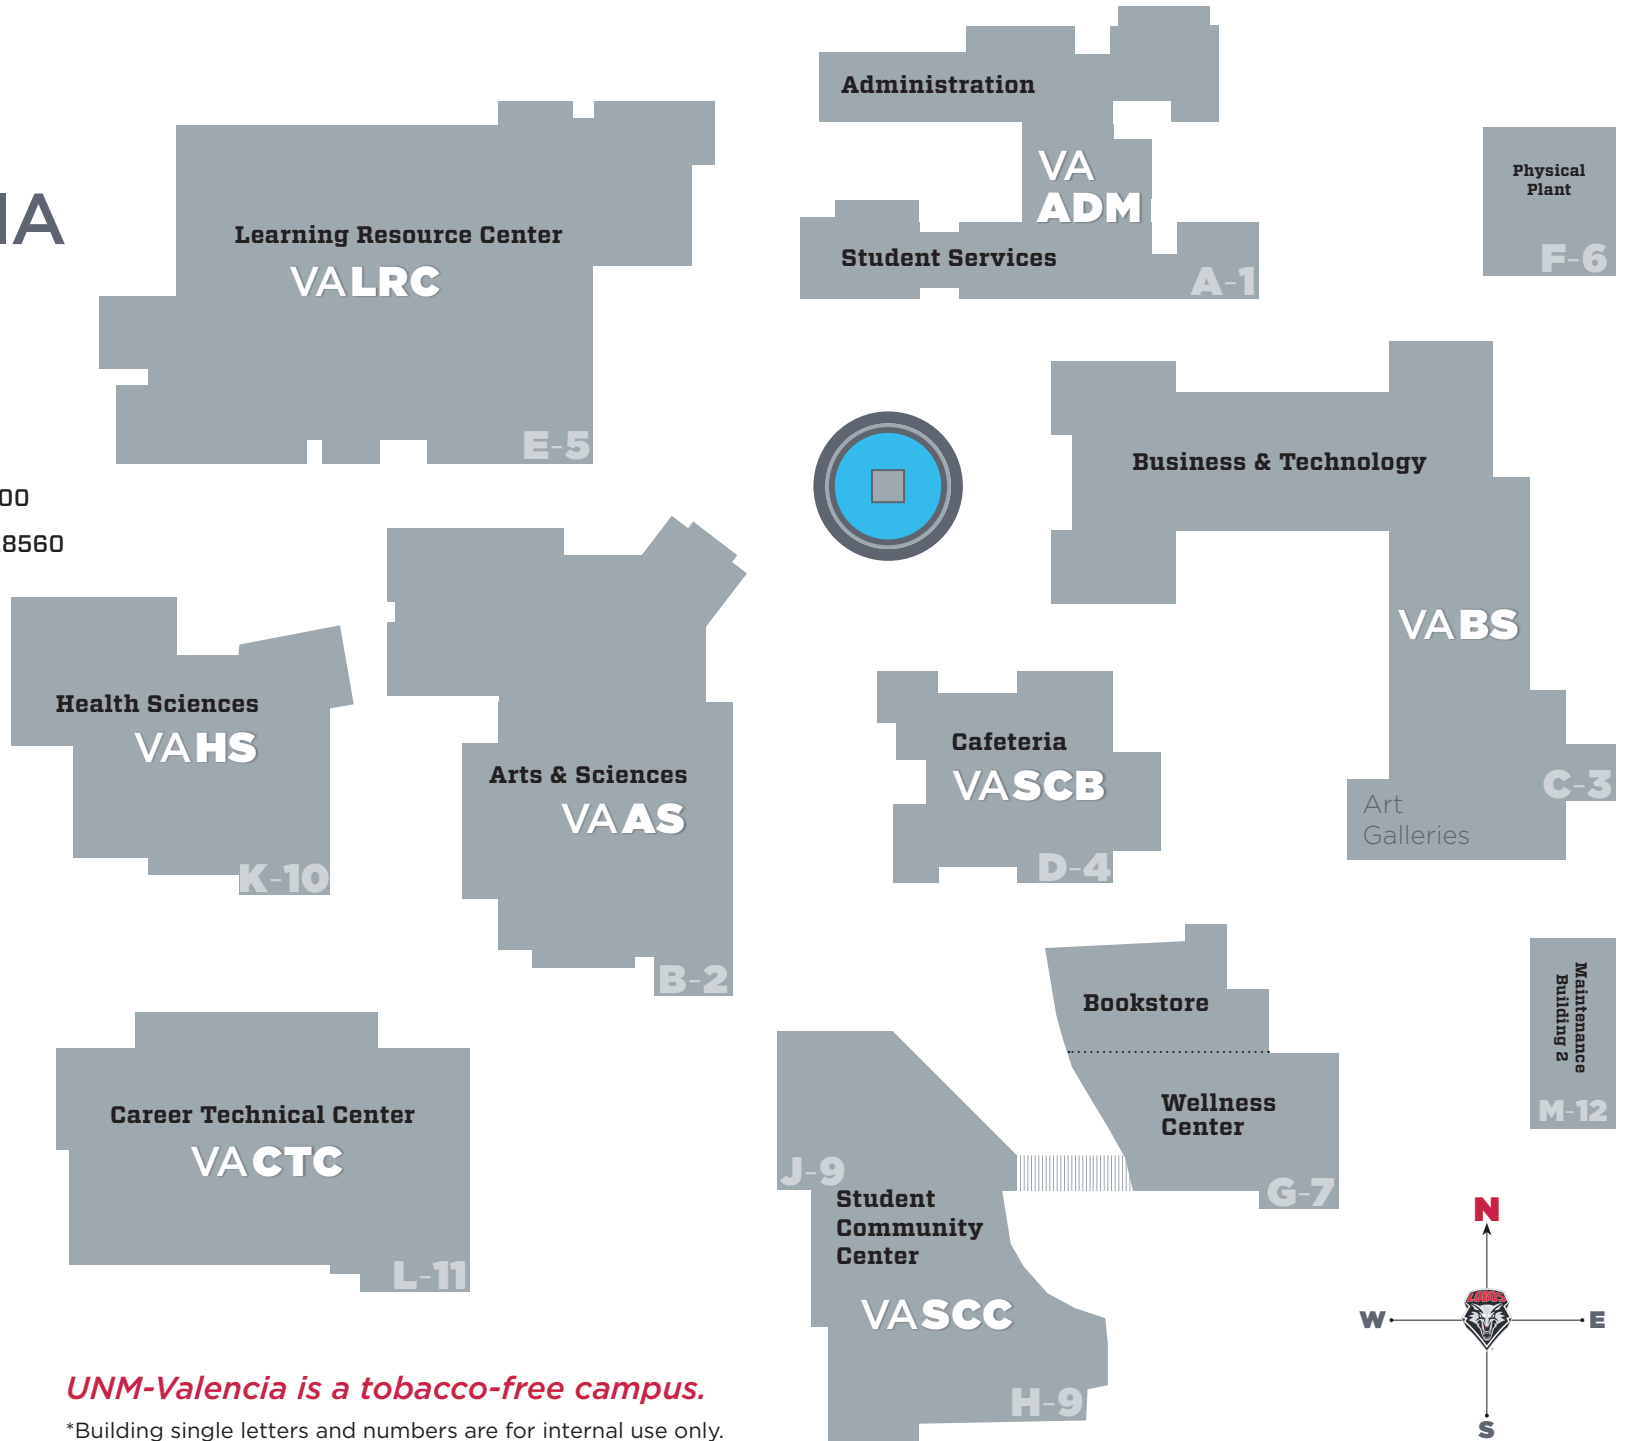 Administration
VA
ADM
Student Services
A-1
Physical
Plant
F-6
IA
Learning Resource Center
VALRC
E-5
00
8560
Business & Technology
VABS
Art
Galleries
C-3
Health Sciences
VAHS
K-10
Arts & Sciences
VAAS
B-2
Cafeteria
VASCB
D-4
Bookstore
Wellness
Center
G-7
Maintenance
Building 2
M-12
Career Technical Center
VACTC
L-11
J-9
Student
Community
Center
VASCC
H-9
N
LOBOS
W
E
S
UNM-Valencia is a tobacco-free campus.
*Building single letters and numbers are for internal use only.